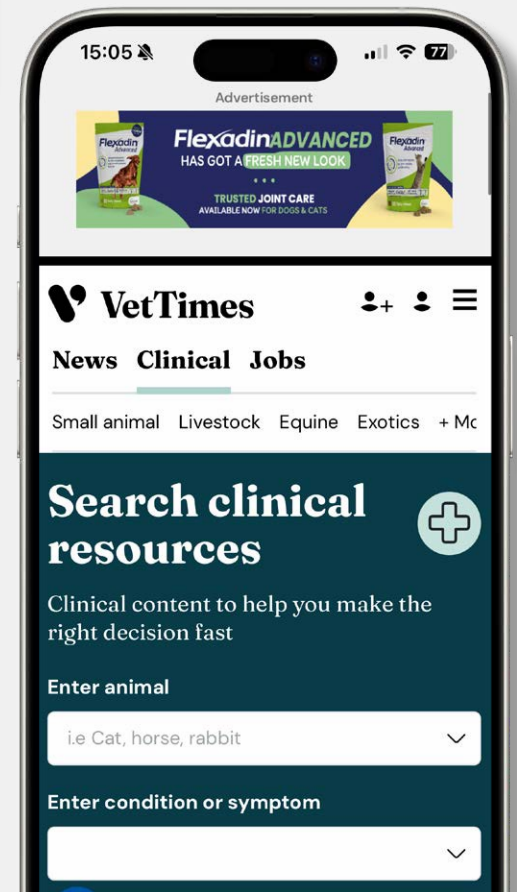 15:05
77
Advertisement
Flexadin
Advanced
FlexadinADVANCED
HAS GOT A FRESH NEW LOOK
TRUSTED JOINT CARE
AVAILABLE NOW FOR DOGS & CATS
Flexadin
Advanced
VetTimes
News Clinical Jobs
Small animal Livestock Equine Exotics + Mo
Search clinical
resources
Clinical content to help you make the
right decision fast
Enter animal
i.e Cat, horse, rabbit
Enter condition or symptom